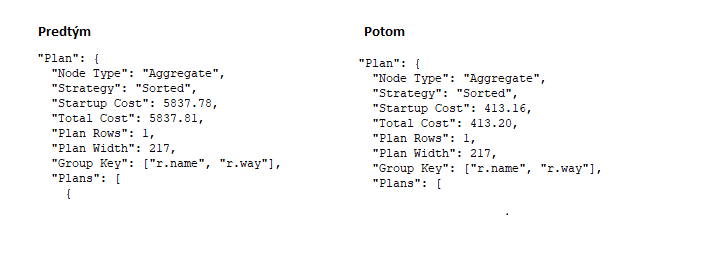 Predtým
"Plan": {
  "Node Type": "Aggregate",
  "Strategy": "Sorted",
  "Startup Cost": 5837.78,
  "Total Cost": 5837.81,
  "Plan Rows": 1,
  "Plan Width": 217,
  "Group Key": ["r.name", "r.way"],
  "Plans": [
    {
Potom
"Plan": {
  "Node Type": "Aggregate",
  "Strategy": "Sorted",
  "Startup Cost": 413.16,
  "Total Cost": 413.20,
  "Plan Rows": 1,
  "Plan Width": 217,
  "Group Key": ["r.name", "r.way"],
  "Plans": [